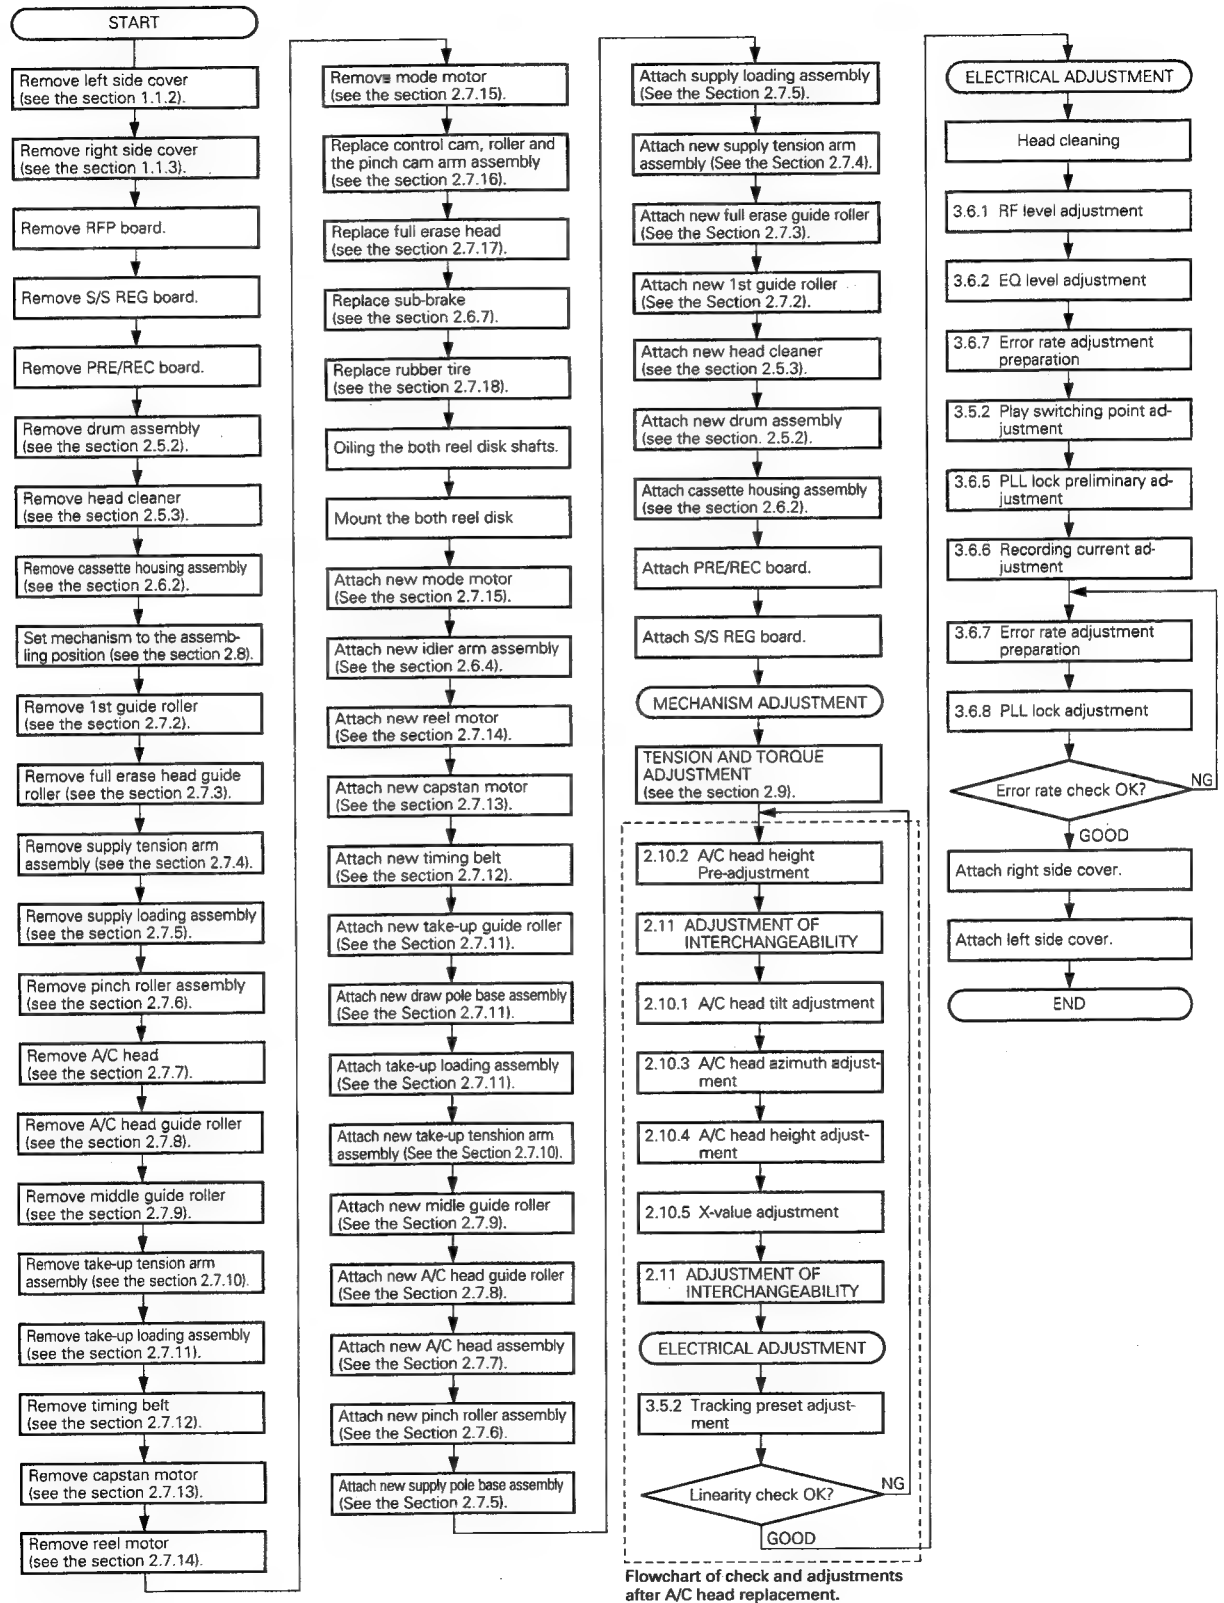 START
Remove left side cover
(see the section 1.1.2)
Remove right side cover
(see the section 1.1.3)
Remove RFP board.
Remove S/S REG board.
Remove PRE/REC board.
Remove drum assembly
(see the section 2.5.2).
Remove head cleaner
(see the section 2.5.3).
Remove cassette housing assembly
(see the section 2.6.2).
Set mechanism to the assemb-
ling position (see the section 2.8).
Remove 1st guide roller
(see the section 2.7.2).
Remove full erase head guide
roller (see the section 2.7.3).
Remove supply tension arm
assembly (see the section 2.7.4).
Remove supply loading assembly
(see the section 2.7.5).
Remove pinch roller assembly
(see the section 2.7.6).
Remove A/C head
(see the section 2.7.7).
Remove A/C head guide roller
(see the section 2.7.8).
Remove middle guide roller
(see the section 2.7.9).
Remove take-up tension arm
assembly (see the section 2.7.10).
Remove take-up loading assembly
(see the section 2.7.11).
Remove timing belt
(see the section 2.7.12).
Remove capstan motor
(see the section 2.7.13).
Remove reel motor
(see the section 2.7.14).
Remove mode motor
(see the section 2.7.15).
Replace control cam, roller and
the pinch cam arm assembly
(see the section 2.7.16).
Replace full erase head
(see the section 2.7.17).
Replace sub-brake
(see the section 2.6.7).
Replace rubber tire
(see the section 2.7.18).
Oiling the both reel disk shafts.
Mount the both reel disk
Attach new mode motor
(See the section 2.7.15).
Attach new idler arm assembly
(See the section 2.6.4).
Attach new reel motor
(See the section 2.7.14).
Attach new capstan motor
(See the section 2.7.13).
Attach new timing belt
(See the section 2.7.12).
Attach new take-up guide roller
(See the Section 2.7.11).
Attach new draw pole base assembly
(See the Section 2.7.11).
Attach take-up loading assembly
(See the Section 2.7.11).
Attach new take-up tenshion arm
assembly (See the Section 2.7.10).
Attach new midle guide roller
(See the Section 2.7.9).
Attach new A/C head guide roller
(See the Section 2.7.8).
Attach new A/C head assembly
(See the Section 2.7.7).
Attach new pinch roller assembly
(See the Section 2.7.6).
Attach new supply pole base assembly
(See the Section 2.7.5).
Attach supply loading assembly
(See the Section 2.7.5).
Attach new supply tension arm
assembly (See the Section 2.7.4).
Attach new full erase guide roller
(See the Section 2.7.3).
Attach new 1st guide roller
(See the Section 2.7.2).
Attach new head cleaner
(see the section 2.5.3).
Attach new drum assembly
(see the section. 2.5.2).
Attach cassette housing assembly
(see the section 2.6.2).
Attach PRE/REC board.
Attach S/S REG board.
MECHANISM ADJUSTMENT
TENSION AND TORQUE
ADJUSTMENT
(see the section 2.9).
2.10.2 A/C head height
Pre-adjustment
2.11 ADJUSTMENT OF
INTERCHANGEABILITY
2.10.1 A/C head tilt adjustment
2.10.3 A/C head azimuth adjust-
ment
2.10.4 A/C head height adjust-
ment
2.10.5 X-value adjustment
2.11 ADJUSTMENT OF
INTERCHANGEABILITY
ELECTRICAL ADJUSTMENT
3.5.2 Tracking preset adjust-
ment
Linearity check OK?
NG
GOOD
Flowchart of check and adjustments
after A/C head replacement.
ELECTRICAL ADJUSTMENT
Head cleaning
3.6.1 RF level adjustment
3.6.2 EQ level adjustment
3.6.7 Error rate adjustment
preparation
3.5.2 Play switching point ad-
justment
3.6.5 PLL lock preliminary ad-
justment
3.6.6 Recording current ad-
justment
3.6.7 Error rate adjustment
preparation
3.6.8 PLL lock adjustment
Error rate check OK?
NG
GOOD
Attach right side cover.
Attach left side cover.
END